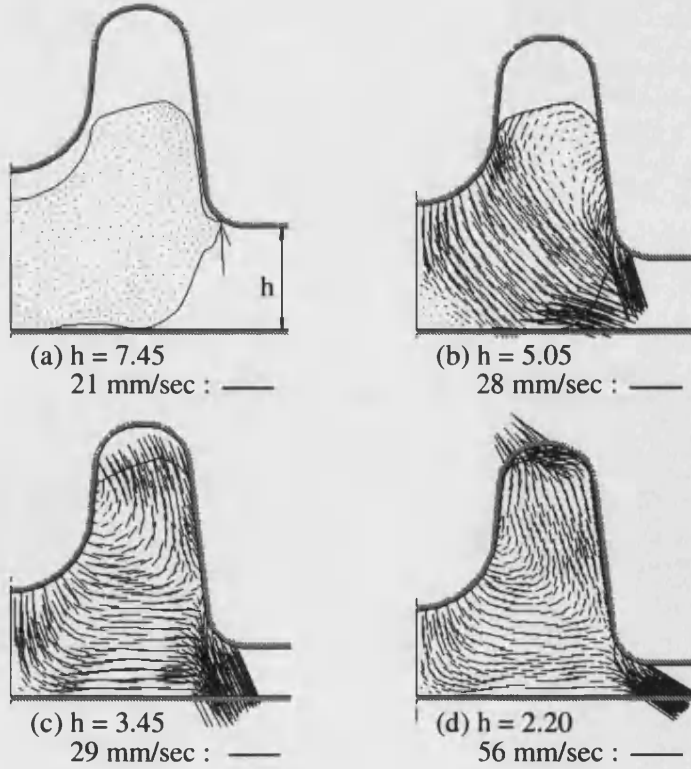 h
(a) h = 7.45
21 mm/sec :
(b) h = 5.05
28 mm/sec :
(c) h = 3.45
29 mm/sec :
(d) h = 2.20
56 mm/sec :